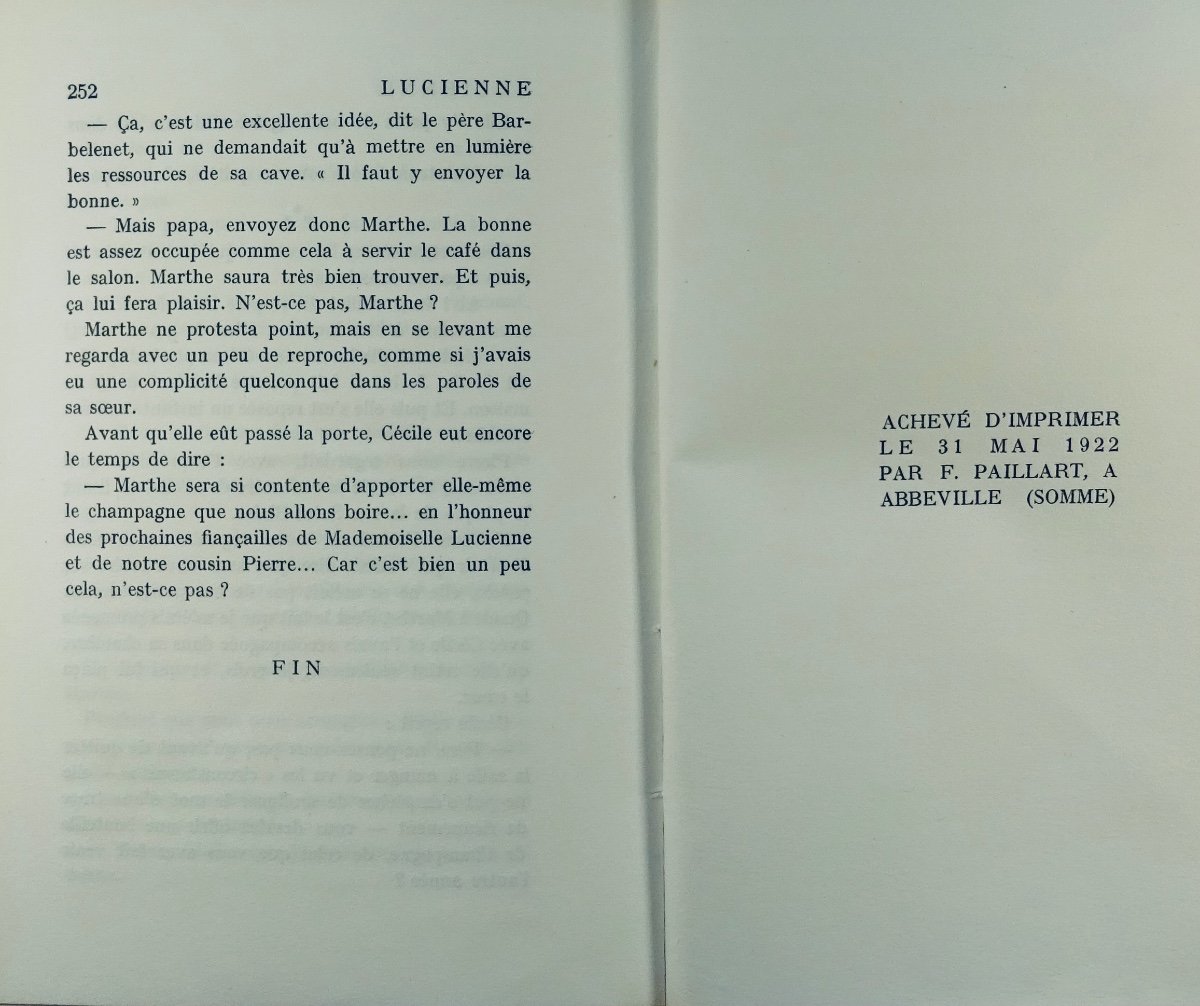 252 LUCIENNE
— Ça, c'est une excellente idée, dit le père Bar-
belenet, qui ne demandait qu'à mettre en lumière
les ressources de sa cave. « Il faut y envoyer la
bonne. »
— Mais papa, envoyez donc Marthe. La bonne
est assez occupée comme cela à servir le café dans
le salon. Marthe saura très bien trouver. Et puis,
ça lui fera plaisir. N'est-ce pas, Marthe ?
Marthe ne protesta point, mais en se levant me
regarda avec un peu de reproche, comme si j'avais
eu une complicité quelconque dans les paroles de
sa sœur.
Avant qu'elle eût passé la porte, Cécile eut encore
le temps de dire :
— Marthe sera si contente d'apporter elle-même
le champagne que nous allons boire... en l'honneur
des prochaines fiançailles de Mademoiselle Lucienne
et de notre cousin Pierre... Car c'est bien un peu
cela, n'est-ce pas ?
FIN
ACHEVÉ D'IMPRIMER
LE 31 MAI 1922
PAR F. PAILLART, A
ABBEVILLE (SOMME)